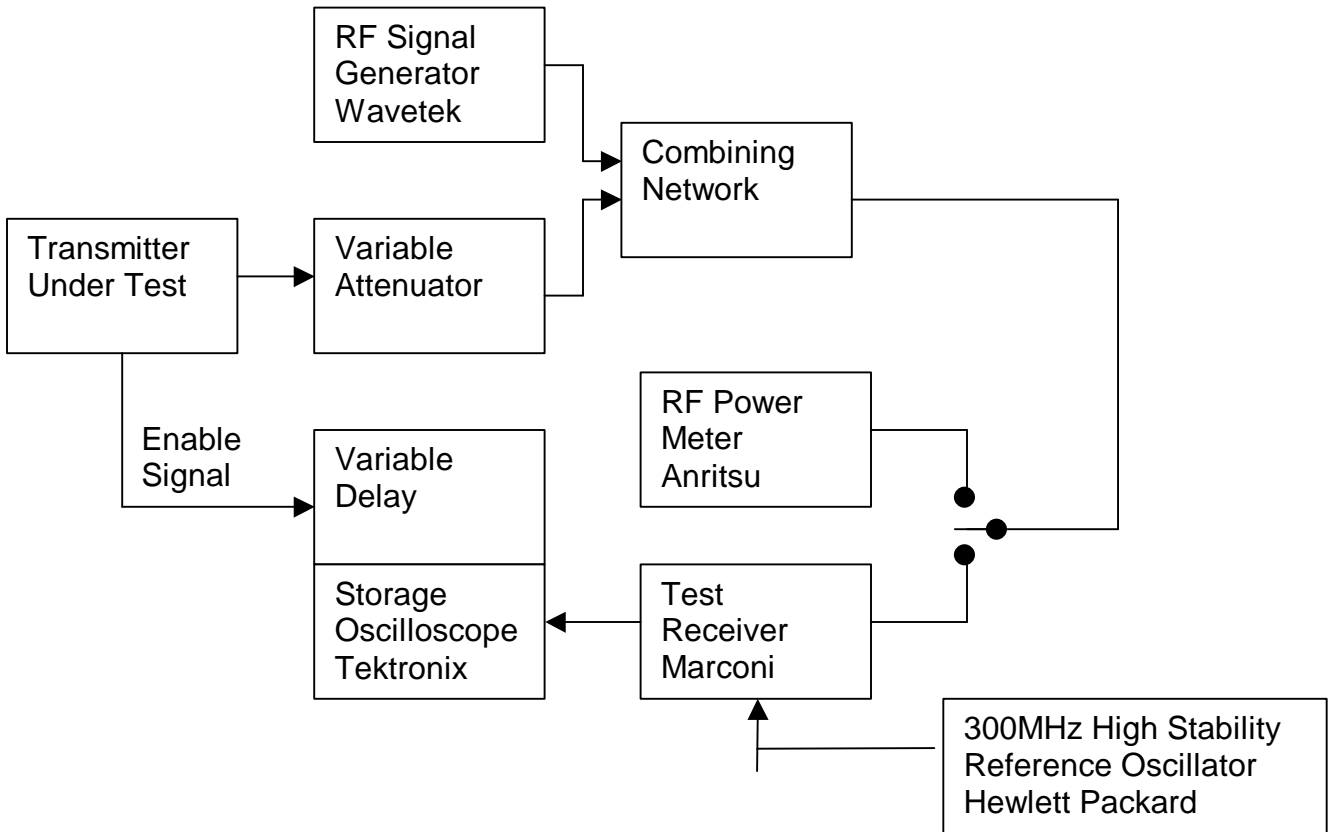 RF Signal
Generator
Wavetek
Combining
Network
Transmitter
Under Test
Variable
Attenuator
RF Power
Meter
Anritsu
Enable
Signal
Variable
Delay
Storage
Oscilloscope
Tektronix
Test
Receiver
Marconi
300MHz High Stability
Reference Oscillator
Hewlett Packard